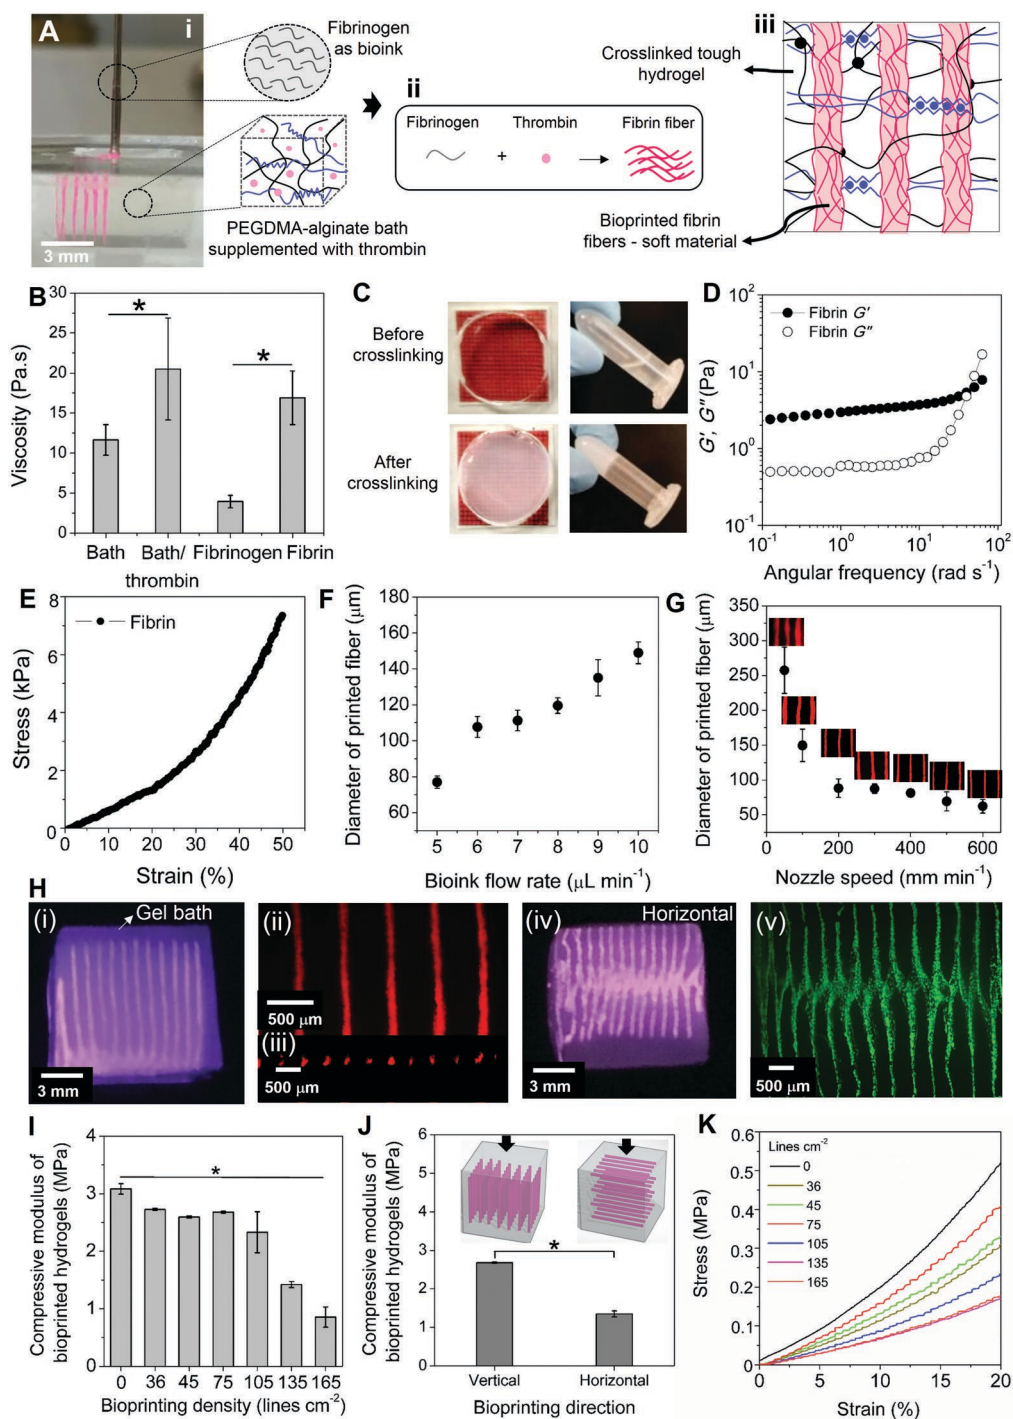 A
i
3 mm
Fibrinogen
as bioink
PEGDMA-alginate bath
supplemented with thrombin
ii
Fibrinogen
Thrombin
Fibrin fiber
+
iii
Crosslinked tough
hydrogel
Bioprinted fibrin
fibers - soft material
B
Viscosity (Pa.s)
30
25
20
15
10
5
0
*
*
Bath
Bath/
thrombin
Fibrinogen
Fibrin
C
Before
crosslinking
After
crosslinking
D
G', G" (Pa)
10²
10¹
10⁰
10⁻¹
Fibrin G'
Fibrin G"
10⁻¹ 10⁰ 10¹ 10²
Angular frequency (rad s⁻¹)
E
Stress (kPa)
8
6
4
2
0
Fibrin
0 10 20 30 40 50
Strain (%)
F
Diameter of printed fiber (μm)
180
160
140
120
100
80
60
5 6 7 8 9 10
Bioink flow rate (μL min⁻¹)
G
Diameter of printed fiber (μm)
350
300
250
200
150
100
50
0 200 400 600
Nozzle speed (mm min⁻¹)
H
(i)
Gel bath
3 mm
(ii)
500 μm
(iii)
500 μm
(iv)
Horizontal
3 mm
(v)
500 μm
I
Compressive modulus of
bioprinted hydrogels (MPa)
4
3
2
1
0
*
0 36 45 75 105 135 165
Bioprinting density (lines cm⁻²)
J
Compressive modulus of
bioprinted hydrogels (MPa)
6
5
4
3
2
1
0
*
Vertical
Horizontal
Bioprinting direction
K
Stress (MPa)
0.6
0.5
0.4
0.3
0.2
0.1
0
Lines cm⁻²
0
36
45
75
105
135
165
0 5 10 15 20
Strain (%)